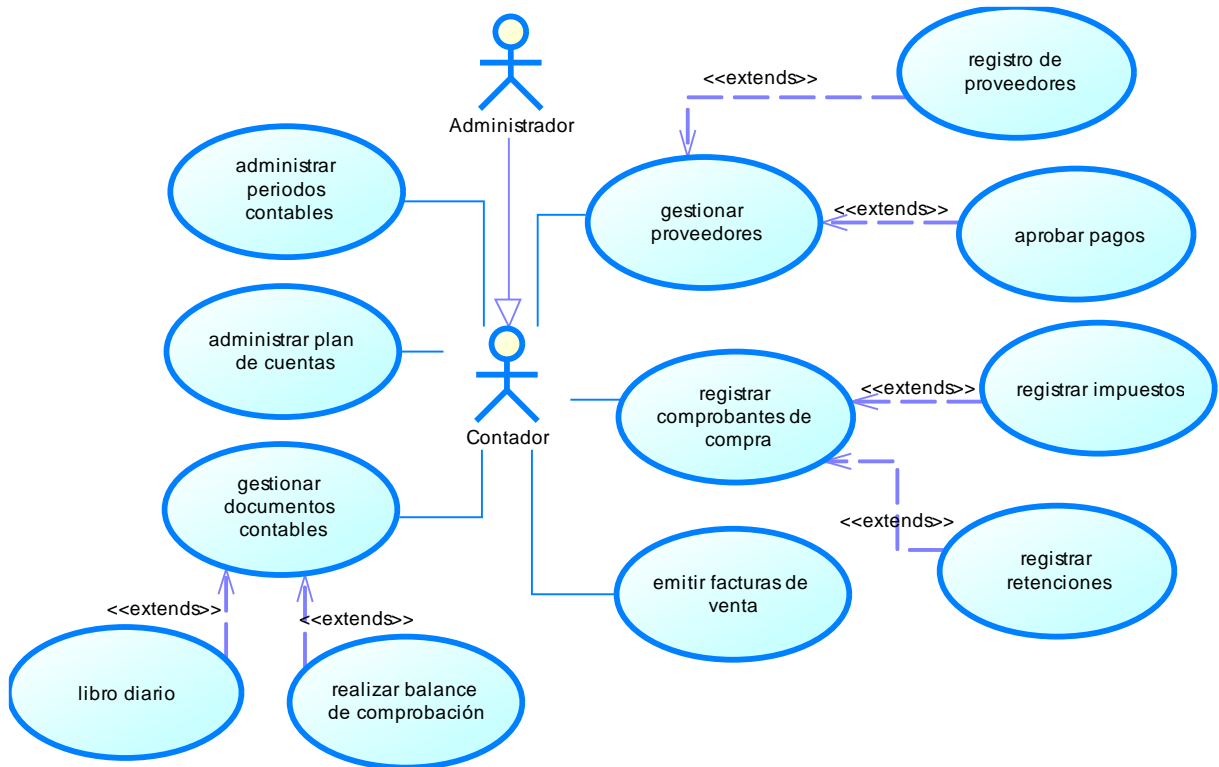 registro de
proveedores
<<extends>>
Administrador
administrar
periodos
contables
gestionar
proveedores
<<extends>>
aprobar pagos
administrar plan
de cuentas
registrar
comprobantes de
compra
<<extends>>
registrar impuestos
Contador
gestionar
documentos
contables
<<extends>>
registrar
retenciones
emitir facturas de
venta
<<extends>>
<<extends>>
libro diario
realizar balance
de comprobación